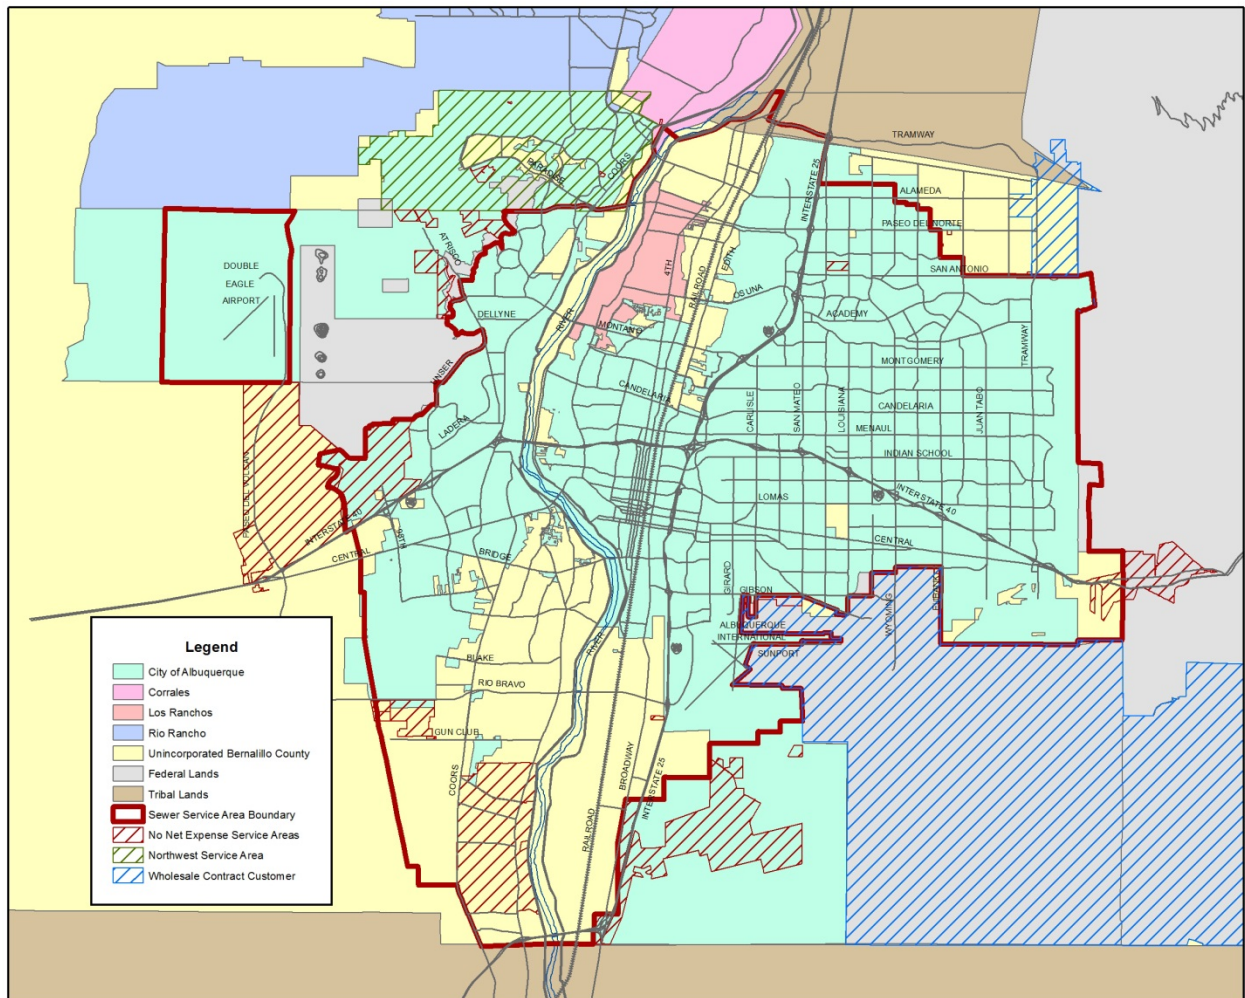 TRAMWAY
PARADISE
COORS
INTERSTATE 25
ALAMEDA
PASEO DEL NORTE
ATRISCO
4TH
RAILROAD
EDITH
SAN ANTONIO
DOUBLE
EAGLE
AIRPORT
OSUNA
DELLYNE
RIVER
MONTANO
ACADEMY
TRAMWAY
UNSER
MONTGOMERY
CANDELARIA
CARLISLE
SAN MATEO
LOUISIANA
CANDELARIA
JUAN TABO
LADERA
MENAUL
INDIAN SCHOOL
INTERSTATE 40
LOMAS
INTERSTATE 40
98TH
CENTRAL
BRIDGE
CENTRAL
GIRARD
GIBSON
WYOMING
EUBANK
ALBUQUERQUE
INTERNATIONAL
SUNPORT
RIVER
BLAKE
RIO BRAVO
GUN CLUB
COORS
BROADWAY
INTERSTATE 25
RAILROAD
Legend
City of Albuquerque
Corrales
Los Ranchos
Rio Rancho
Unincorporated Bernalillo County
Federal Lands
Tribal Lands
Sewer Service Area Boundary
No Net Expense Service Areas
Northwest Service Area
Wholesale Contract Customer